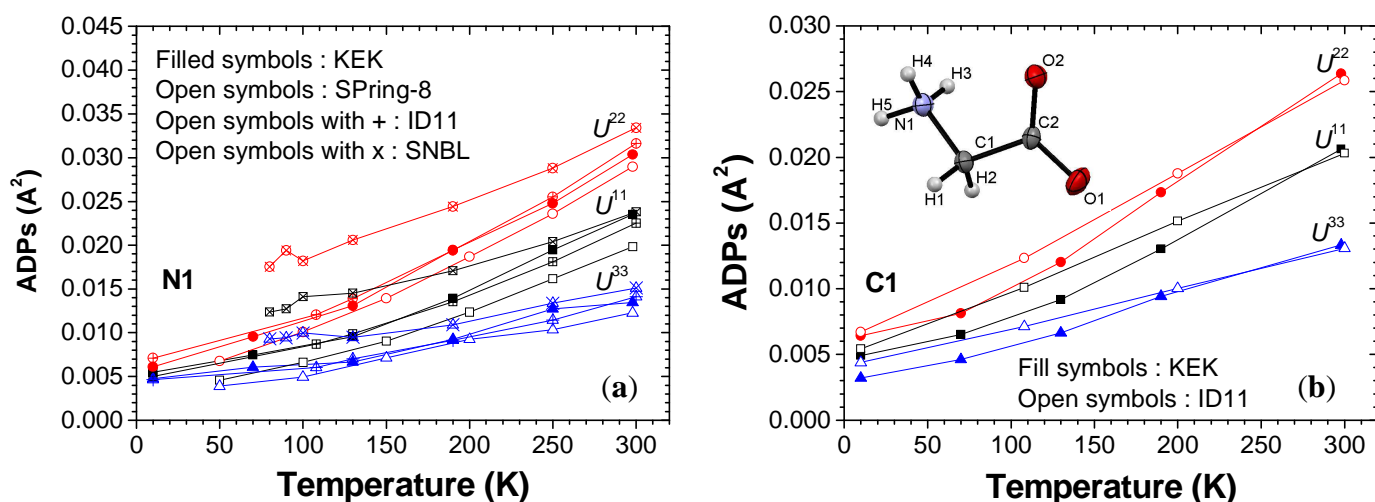 0.045
0.040
0.035
0.030
0.025
0.020
0.015
0.010
0.005
0.000
ADPs (A²)
Filled symbols : KEK
Open symbols : SPring-8
Open symbols with + : ID11
Open symbols with x : SNBL
U²²
U¹¹
U³³
N1
(a)
0 50 100 150 200 250 300
Temperature (K)
0.030
0.025
0.020
0.015
0.010
0.005
0.000
ADPs (A²)
H4
H3
O2
H5
N1
C2
C1
H2
H1
O1
U²²
U¹¹
U³³
C1
Fill symbols : KEK
Open symbols : ID11
(b)
0 50 100 150 200 250 300
Temperature (K)